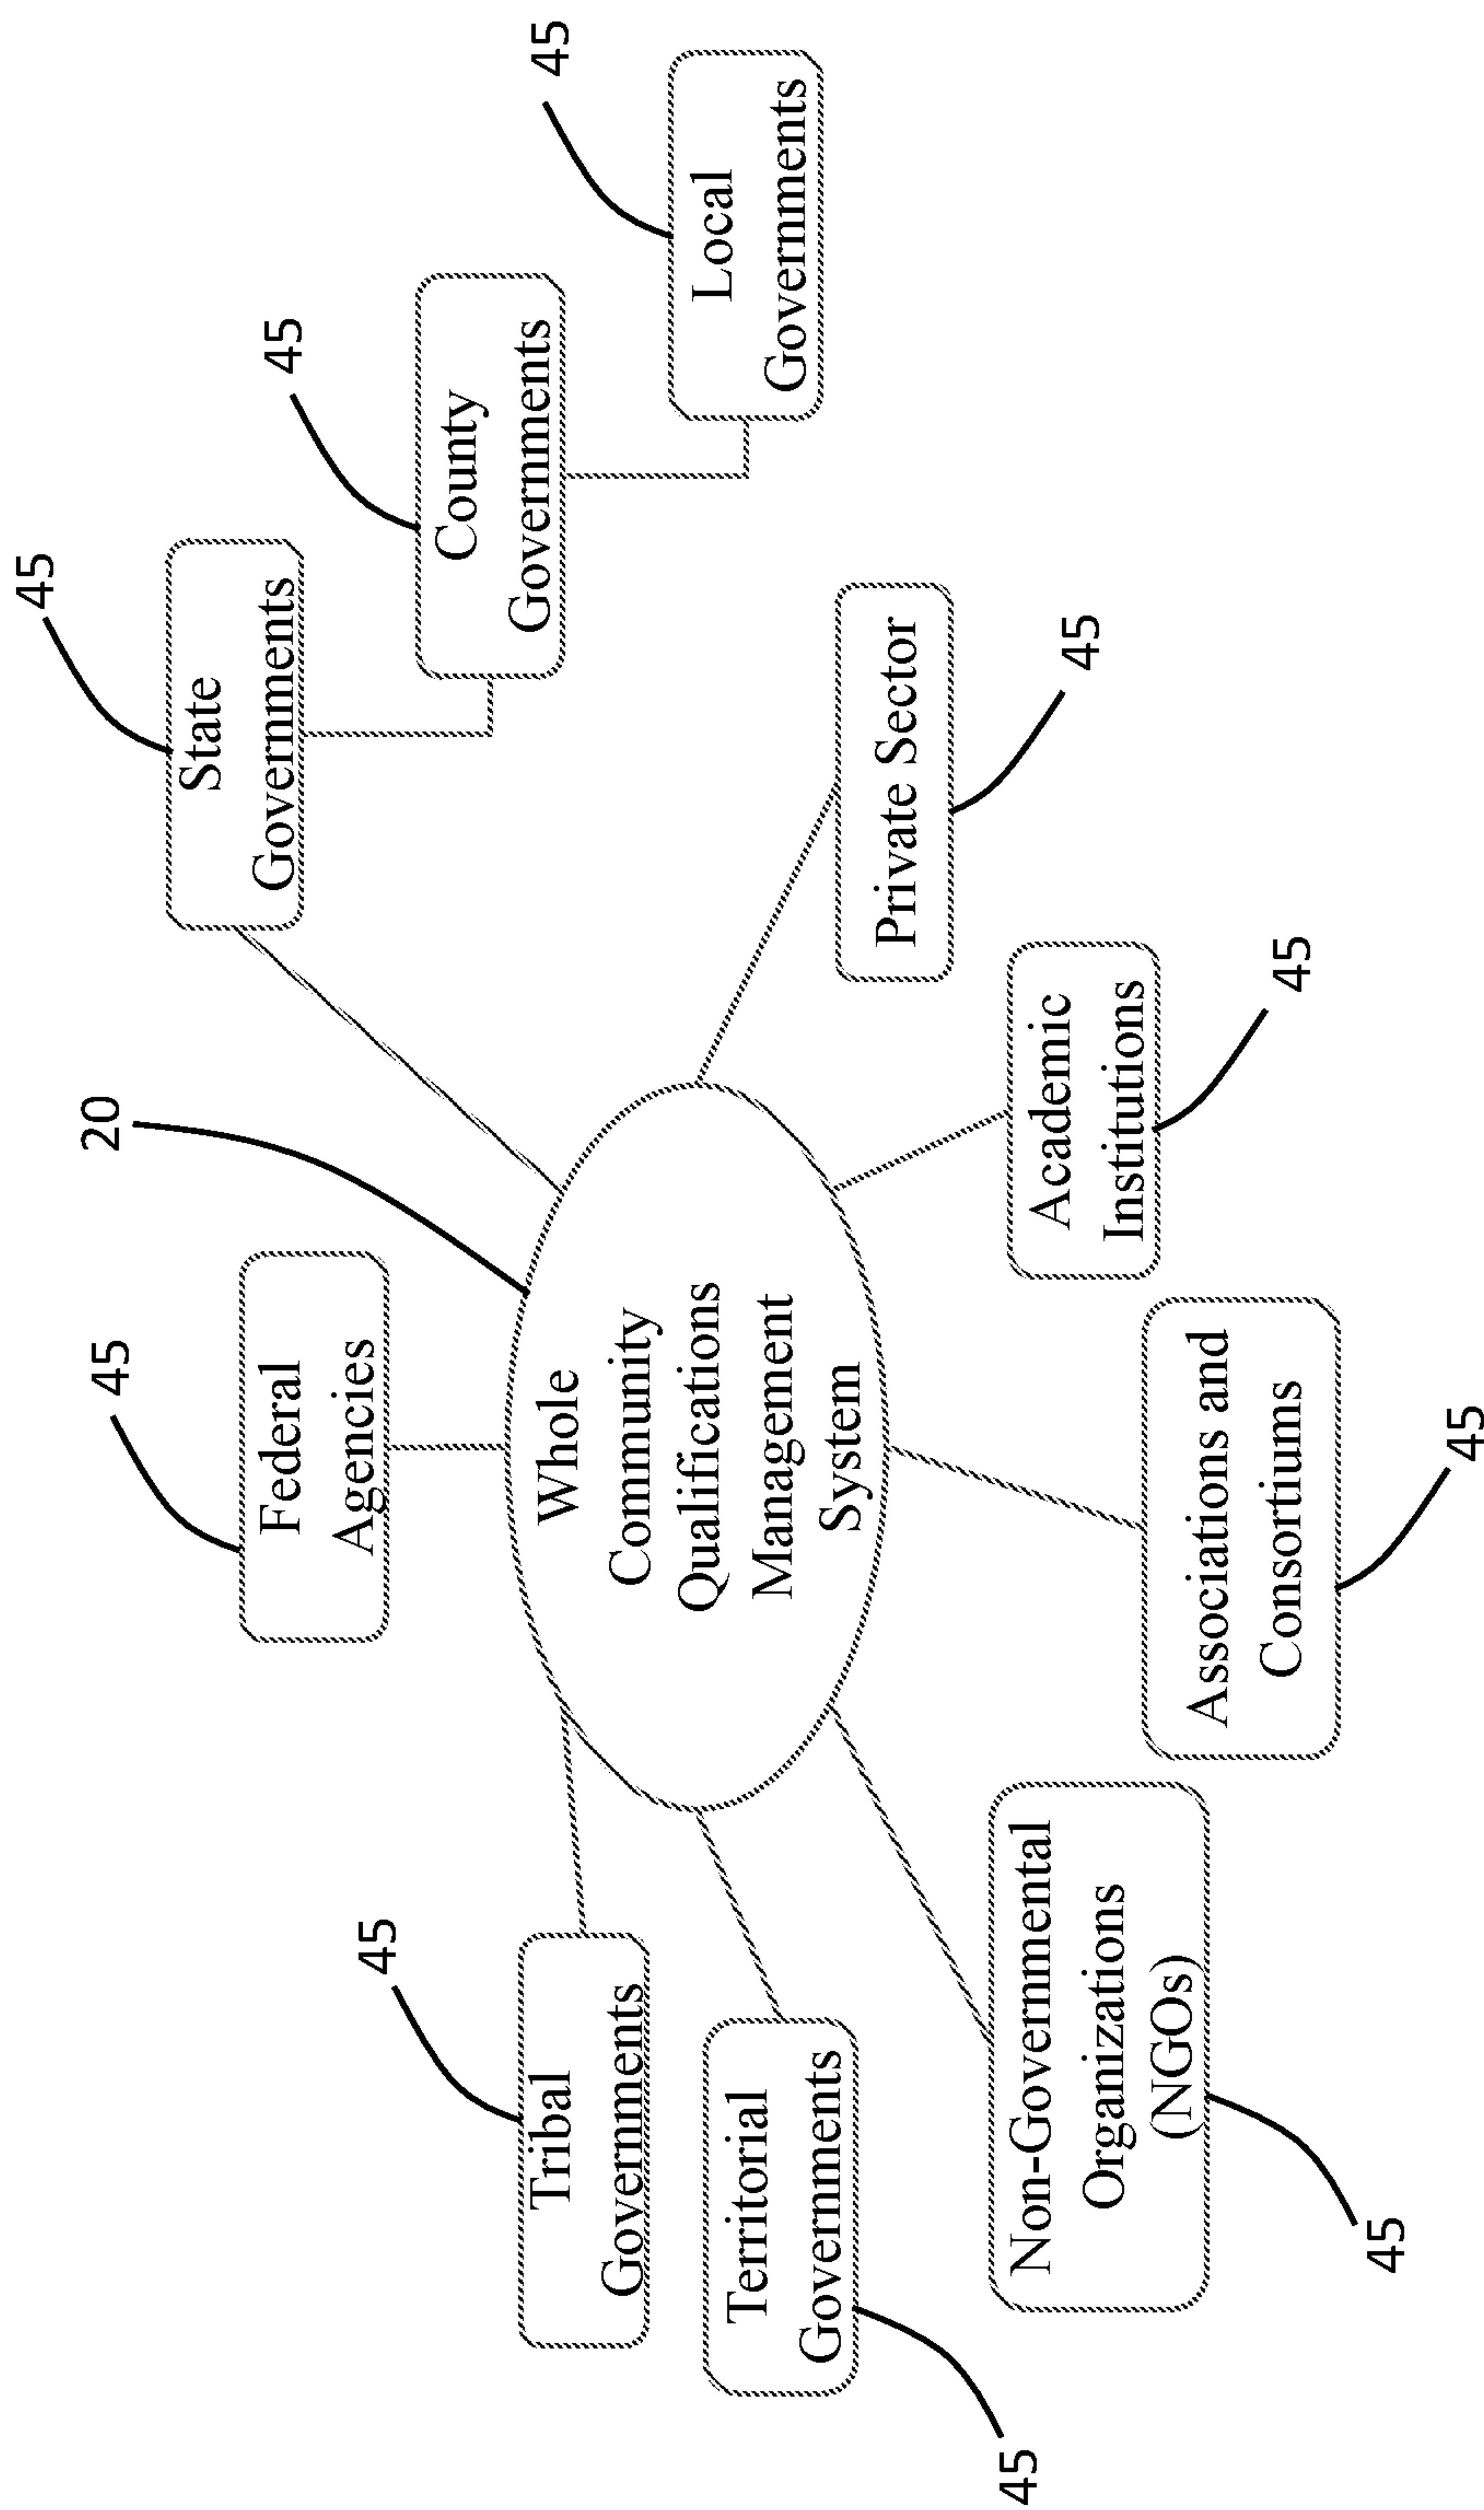 45
State
Governments
20
45
Federal
Agencies
45
County
Governments
45
Tribal
Governments
45
Local
Governments
Whole
Community
Qualifications
Management
System
Territorial
Governments
45
Private Sector
45
Non-Governmental
Organizations
(NGOs)
45
Academic
Institutions
45
Associations and
Consortiums
45